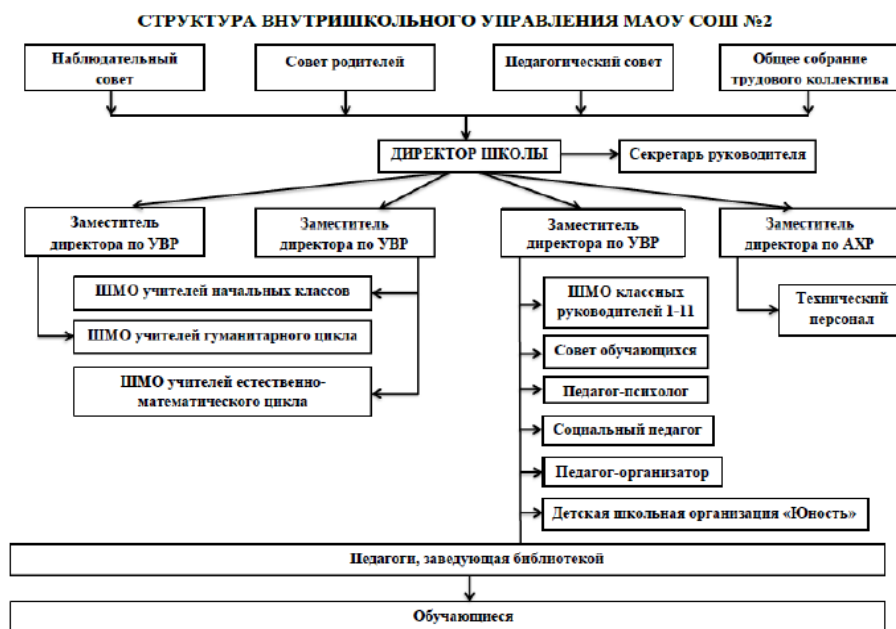 СТРУКТУРА ВНУТРИШКОЛЬНОГО УПРАВЛЕНИЯ МАОУ СОШ №2
Наблюдательный
совет
Совет родителей
Педагогический совет
Общее собрание
трудового коллектива
ДИРЕКТОР ШКОЛЫ
Секретарь руководителя
Заместитель
директора по УВР
Заместитель
директора по УВР
Заместитель
директора по УВР
Заместитель
директора по АХР
ШМО учителей начальных классов
ШМО учителей гуманитарного цикла
ШМО учителей естественно-
математического цикла
ШМО классных
руководителей 1-11
Совет обучающихся
Педагог-психолог
Социальный педагог
Педагог-организатор
Детская школьная организация «Юность»
Технический
персонал
Педагоги, заведующая библиотекой
Обучающиеся